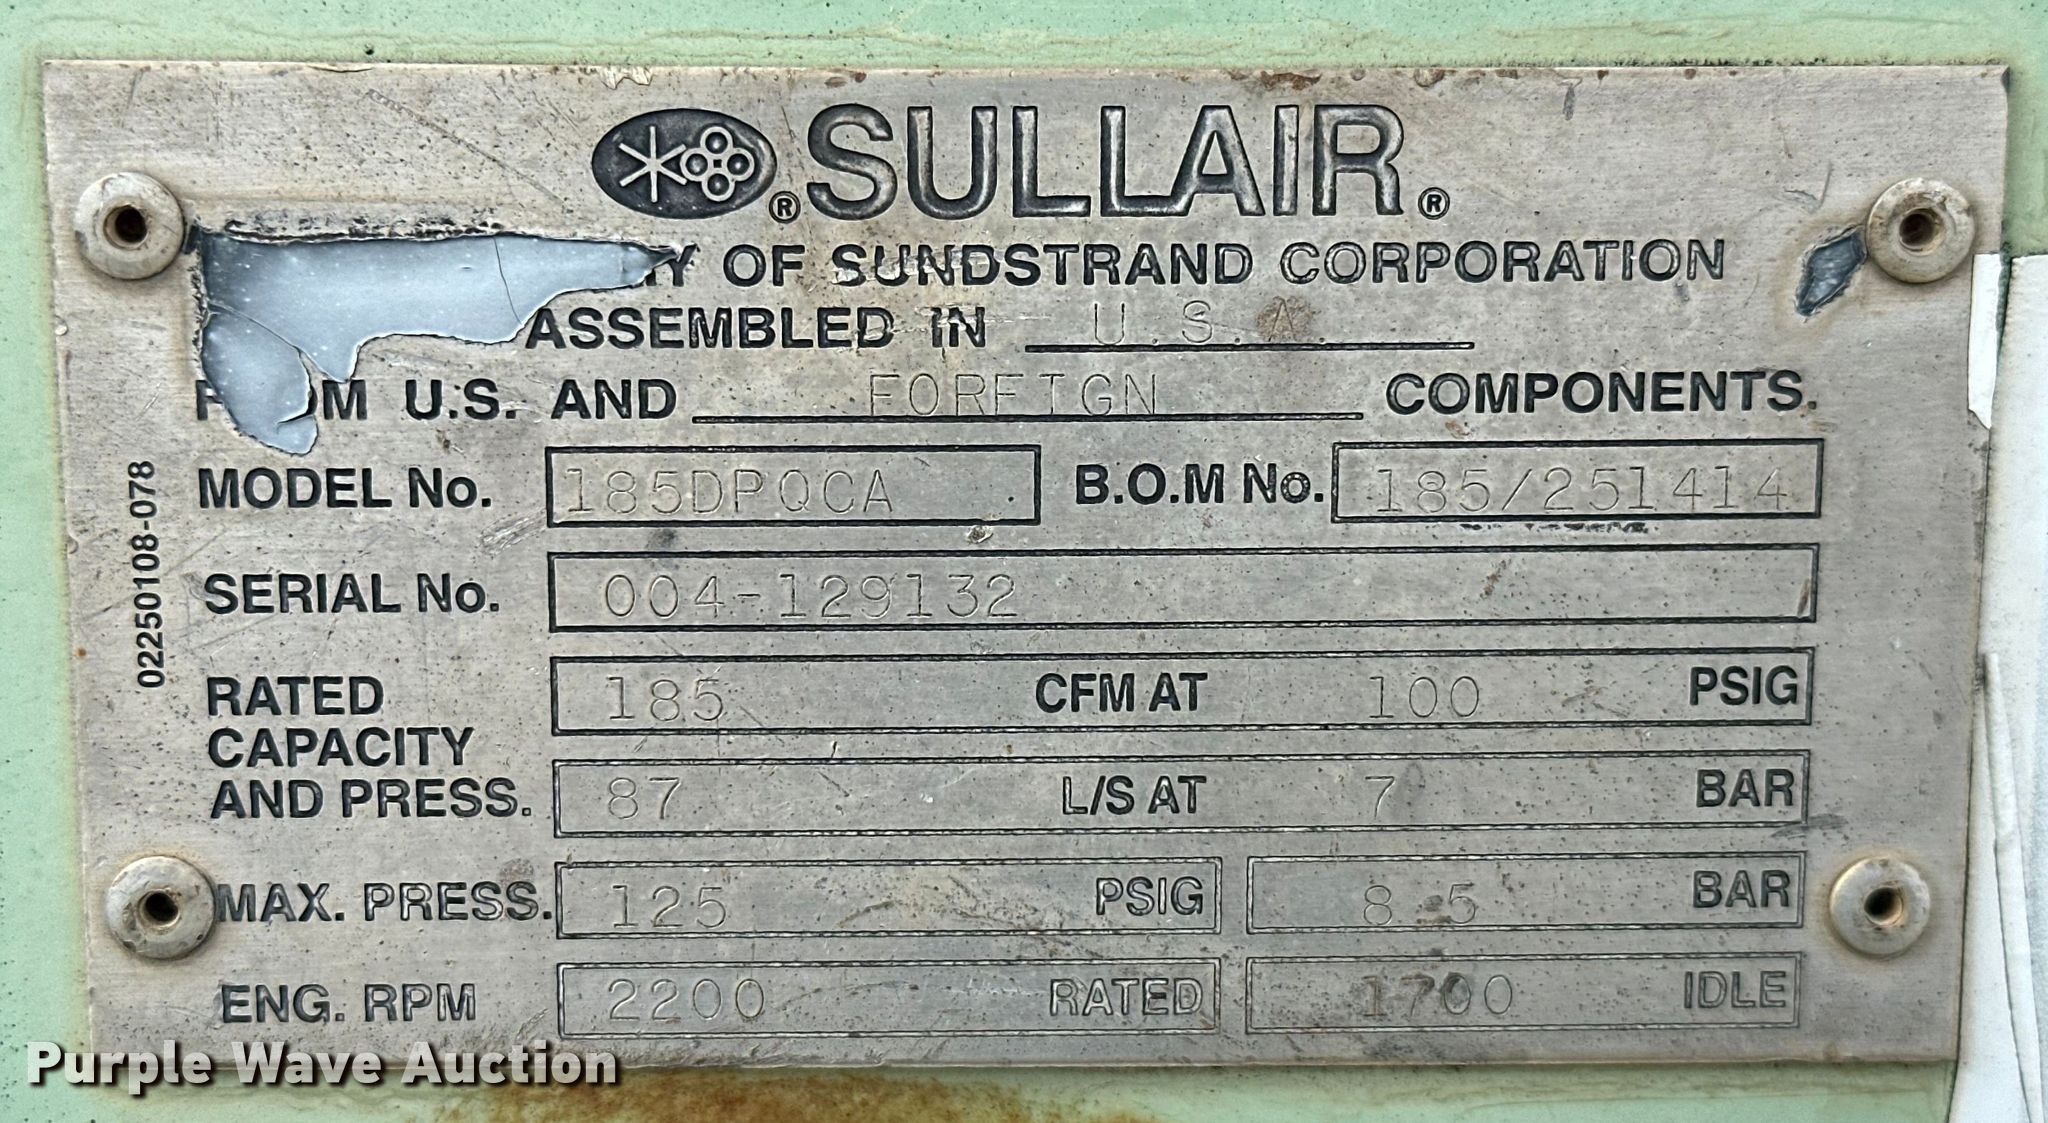 ® SULLAIR ®
OF SUNDSTRAND CORPORATION
ASSEMBLED IN U.S.A.
U.S. AND FOREIGN COMPONENTS.
MODEL No. 185DPQCA B.O.M No. 185/251414
SERIAL No. 004-129132
RATED CAPACITY AND PRESS.
185 CFM AT 100 PSIG
87 L/S AT 7 BAR
MAX. PRESS. 125 PSIG 8.5 BAR
ENG. RPM 2200 RATED 1700 IDLE
02250108-078
Purple Wave Auction